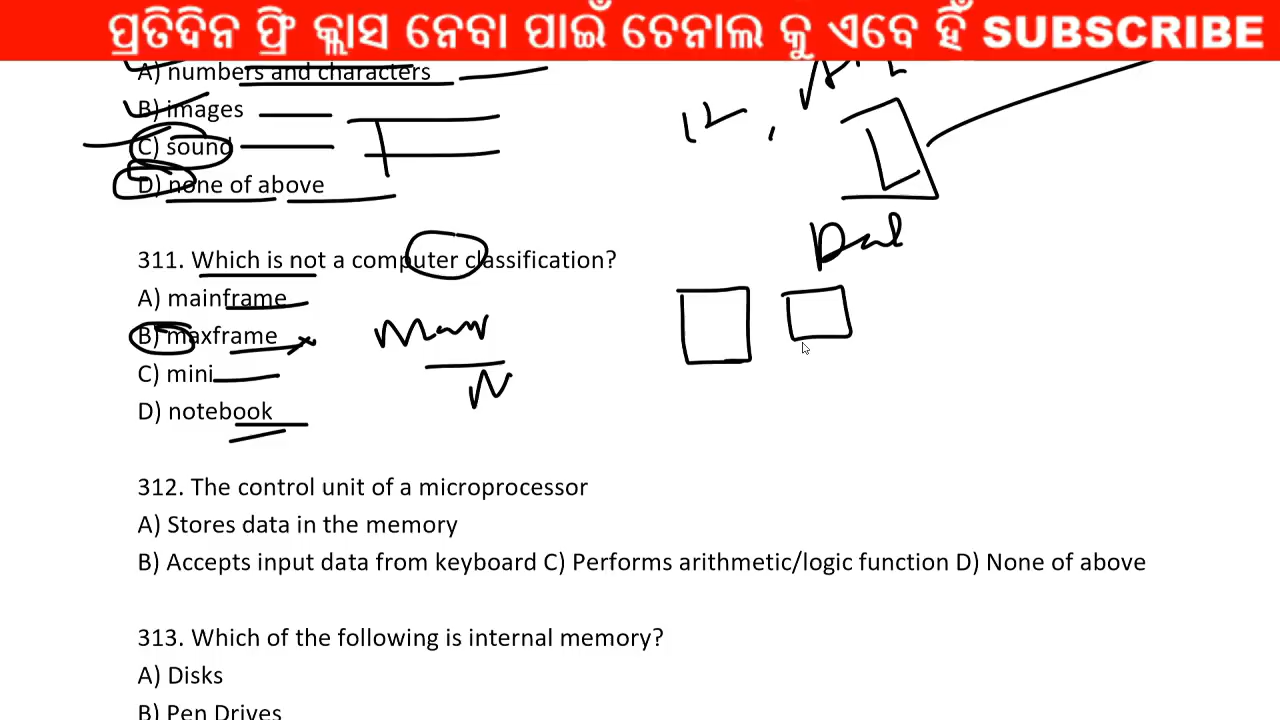 ପ୍ରତିଦିନ ଫ୍ରି କ୍ଲାସ ନେବା ପାଇଁ ଚେନାଲ କୁ ଏବେ ହିଁ SUBSCRIBE
A) numbers and characters
B) images
C) sound
D) none of above
12,
311. Which is not a computer classification?
A) mainframe
B) maxframe
C) mini
D) notebook
312. The control unit of a microprocessor
A) Stores data in the memory
B) Accepts input data from keyboard C) Performs arithmetic/logic function D) None of above
313. Which of the following is internal memory?
A) Disks
B) Pen Drives